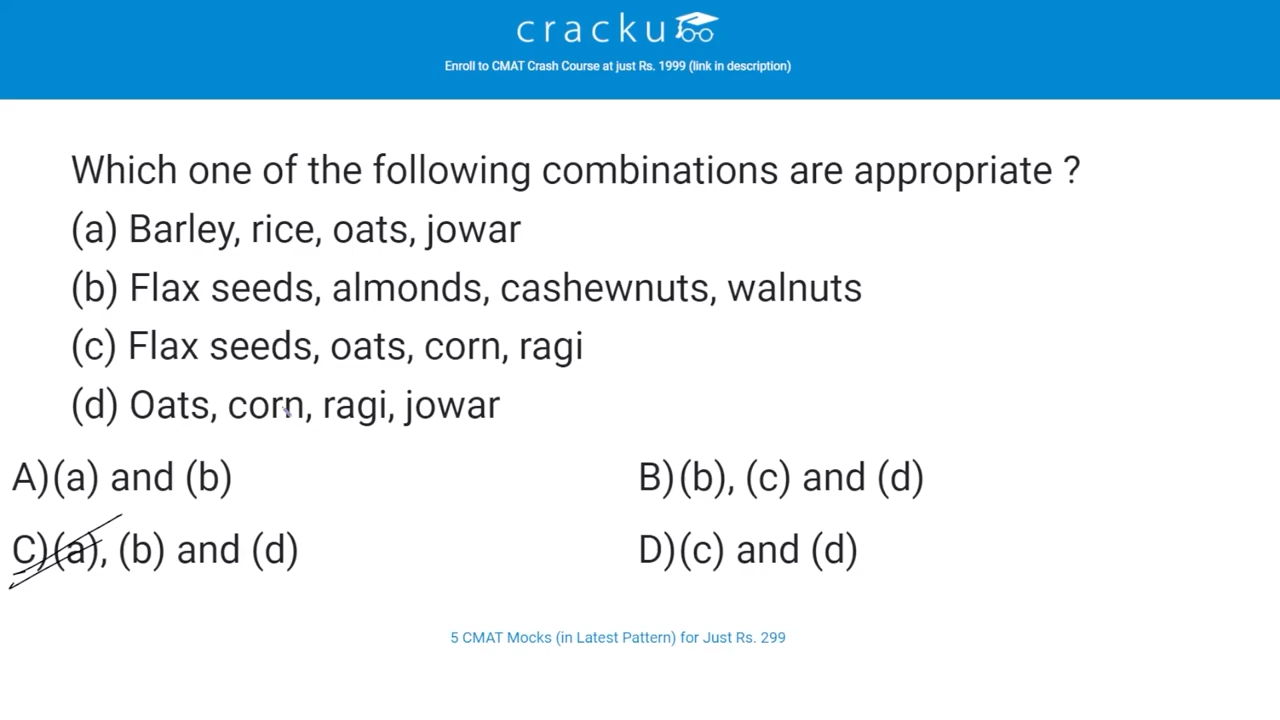 cracku
Enroll to CMAT Crash Course at just Rs. 1999 (link in description)
Which one of the following combinations are appropriate ?
(a) Barley, rice, oats, jowar
(b) Flax seeds, almonds, cashewnuts, walnuts
(c) Flax seeds, oats, corn, ragi
(d) Oats, corn, ragi, jowar
A)(a) and (b)
B)(b), (c) and (d)
C)(a), (b) and (d)
D)(c) and (d)
5 CMAT Mocks (in Latest Pattern) for Just Rs. 299